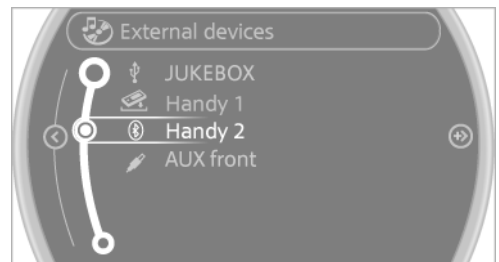 External devices
JUKEBOX
Handy 1
Handy 2
AUX front